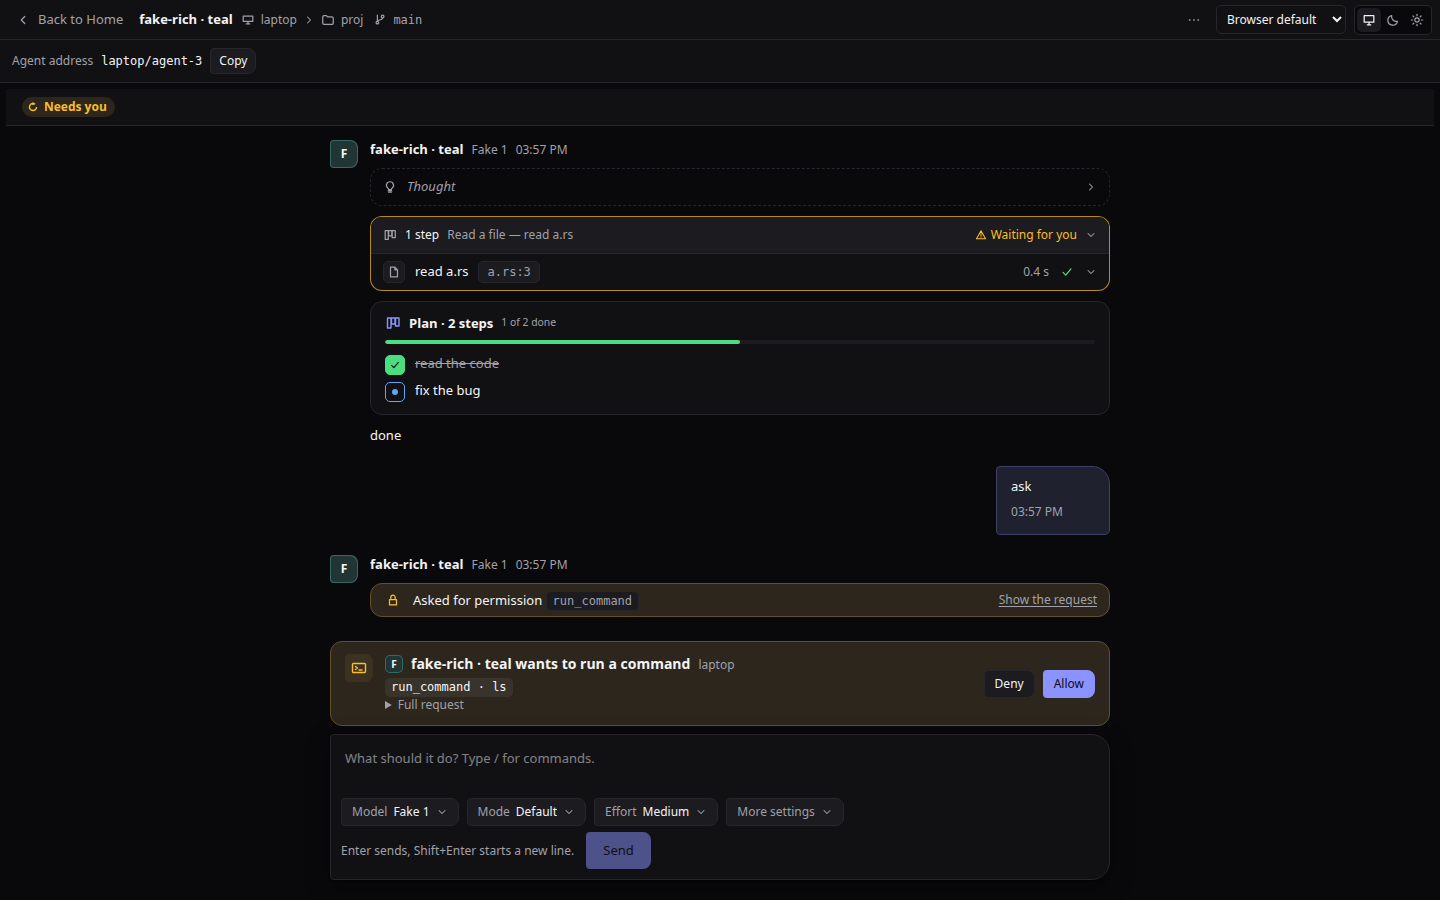 Back to Home fake-rich · teal laptop proj main Browser default
Agent address laptop/agent-3 Copy
Needs you
F fake-rich · teal Fake 1 03:57 PM
Thought
1 step Read a file — read a.rs Waiting for you
read a.rs a.rs:3 0.4 s
Plan · 2 steps 1 of 2 done
read the code
fix the bug
done
ask
03:57 PM
F fake-rich · teal Fake 1 03:57 PM
Asked for permission run_command Show the request
F fake-rich · teal wants to run a command laptop
run_command · ls
Deny Allow
Full request
What should it do? Type / for commands.
Model Fake 1 Mode Default Effort Medium More settings
Enter sends, Shift+Enter starts a new line. Send